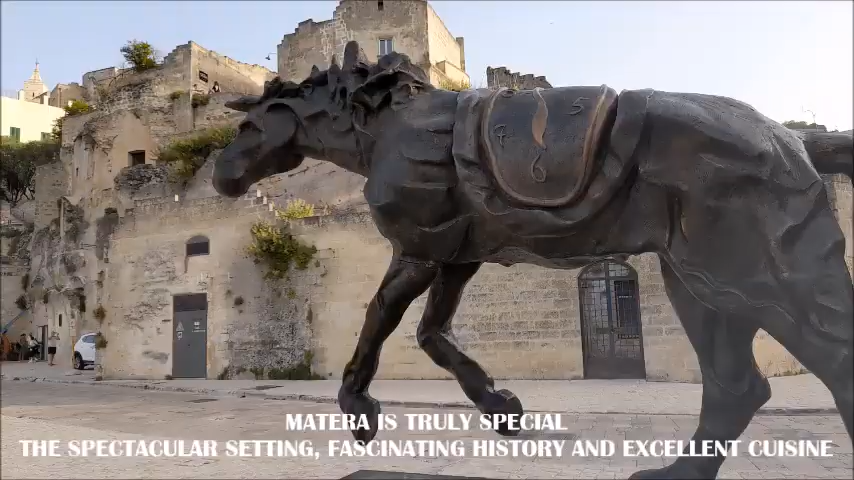 MATERA IS TRULY SPECIAL
THE SPECTACULAR SETTING, FASCINATING HISTORY AND EXCELLENT CUISINE